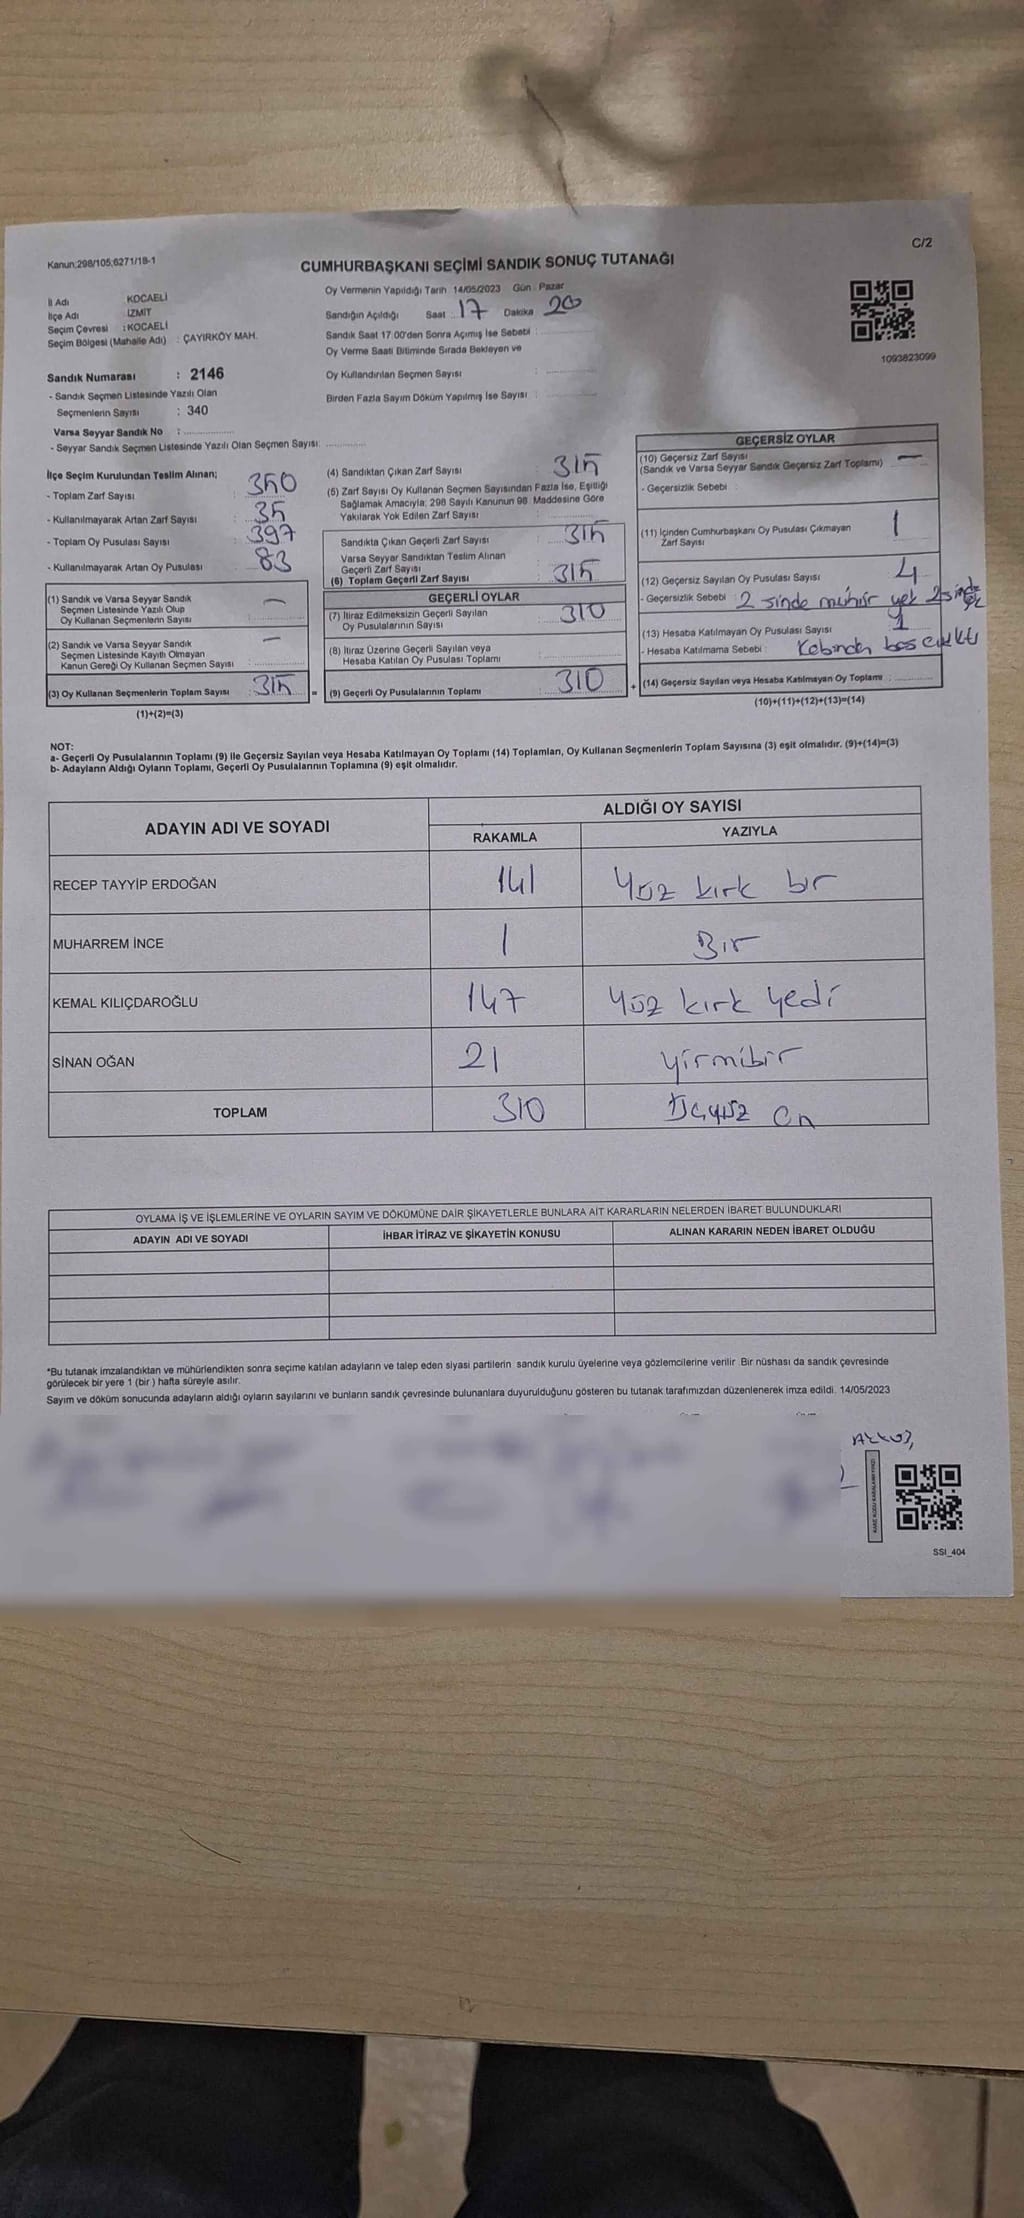 C/2
Kanun;298/105;6271/18-1
CUMHURBAŞKANI SEÇİMİ SANDIK SONUÇ TUTANAĞI
İl Adı KOCAELİ
İlçe Adı İZMİT
Seçim Çevresi : KOCAELİ
Seçim Bölgesi (Mahalle Adı) : ÇAYIRKÖY MAH.
Sandık Numarası : 2146
- Sandık Seçmen Listesinde Yazılı Olan
Seçmenlerin Sayısı : 340
Varsa Seyyar Sandık No :
- Seyyar Sandık Seçmen Listesinde Yazılı Olan Seçmen Sayısı:
Oy Vermenin Yapıldığı Tarih 14/05/2023 Gün : Pazar
Sandığın Açıldığı Saat 17 Dakika 20
Sandık Saat 17.00'den Sonra Açımış İse Sebebi :
Oy Verme Saati Bitiminde Sırada Bekleyen ve
Oy Kullandırılan Seçmen Sayısı :
Birden Fazla Sayım Döküm Yapılmış İse Sayısı :
1093823099
İlçe Seçim Kurulundan Teslim Alınan;
- Toplam Zarf Sayısı : 350
- Kullanılmayarak Artan Zarf Sayısı : 35
- Toplam Oy Pusulası Sayısı : 397
- Kullanılmayarak Artan Oy Pusulası : 83
(1) Sandık ve Varsa Seyyar Sandık
Seçmen Listesinde Yazılı Olup
Oy Kullanan Seçmenlerin Sayısı : —
(2) Sandık ve Varsa Seyyar Sandık
Seçmen Listesinde Kayıtlı Olmayan
Kanun Gereği Oy Kullanan Seçmen Sayısı : —
(3) Oy Kullanan Seçmenlerin Toplam Sayısı : 315
(1)+(2)=(3)
(4) Sandıktan Çıkan Zarf Sayısı : 315
(5) Zarf Sayısı Oy Kullanan Seçmen Sayısından Fazla İse, Eşitliği
Sağlamak Amacıyla; 298 Sayılı Kanunun 98. Maddesine Göre
Yakılarak Yok Edilen Zarf Sayısı :
Sandıkta Çıkan Geçerli Zarf Sayısı : 315
Varsa Seyyar Sandıktan Teslim Alınan
Geçerli Zarf Sayısı
(6) Toplam Geçerli Zarf Sayısı : 315
GEÇERLİ OYLAR
(7) İtiraz Edilmeksizin Geçerli Sayılan
Oy Pusulalarının Sayısı : 310
(8) İtiraz Üzerine Geçerli Sayılan veya
Hesaba Katılan Oy Pusulası Toplamı :
= (9) Geçerli Oy Pusulalarının Toplamı : 310 +
GEÇERSİZ OYLAR
(10) Geçersiz Zarf Sayısı
(Sandık ve Varsa Seyyar Sandık Geçersiz Zarf Toplamı) : —
- Geçersizlik Sebebi :
(11) İçinden Cumhurbaşkanı Oy Pusulası Çıkmayan
Zarf Sayısı : 1
(12) Geçersiz Sayılan Oy Pusulası Sayısı : 4
- Geçersizlik Sebebi : 2 sinde mühür yok 2 sinde
(13) Hesaba Katılmayan Oy Pusulası Sayısı : 1
- Hesaba Katılmama Sebebi : Kabinden boş çıktı
(14) Geçersiz Sayılan veya Hesaba Katılmayan Oy Toplamı :
(10)+(11)+(12)+(13)=(14)
NOT:
a- Geçerli Oy Pusulalarının Toplamı (9) ile Geçersiz Sayılan veya Hesaba Katılmayan Oy Toplamı (14) Toplamları, Oy Kullanan Seçmenlerin Toplam Sayısına (3) eşit olmalıdır. (9)+(14)=(3)
b- Adayların Aldığı Oyların Toplamı, Geçerli Oy Pusulalarının Toplamına (9) eşit olmalıdır.
ADAYIN ADI VE SOYADI ALDIĞI OY SAYISI
RAKAMLA YAZIYLA
RECEP TAYYİP ERDOĞAN 141 Yüz kırk bir
MUHARREM İNCE 1 Bir
KEMAL KILIÇDAROĞLU 147 Yüz kırk yedi
SİNAN OĞAN 21 yirmibir
TOPLAM 310 Üçyüz on
OYLAMA İŞ VE İŞLEMLERİNE VE OYLARIN SAYIM VE DÖKÜMÜNE DAİR ŞİKAYETLERLE BUNLARA AİT KARARLARIN NELERDEN İBARET BULUNDUKLARI
ADAYIN ADI VE SOYADI İHBAR İTİRAZ VE ŞİKAYETİN KONUSU ALINAN KARARIN NEDEN İBARET OLDUĞU
*Bu tutanak imzalandıktan ve mühürlendikten sonra seçime katılan adayların ve talep eden siyasi partilerin sandık kurulu üyelerine veya gözlemcilerine verilir. Bir nüshası da sandık çevresinde
görülecek bir yere 1 (bir) hafta süreyle asılır.
Sayım ve döküm sonucunda adayların aldığı oyların sayılarını ve bunların sandık çevresinde bulunanlara duyurulduğunu gösteren bu tutanak tarafımızdan düzenlenerek imza edildi. 14/05/2023
SSI_404